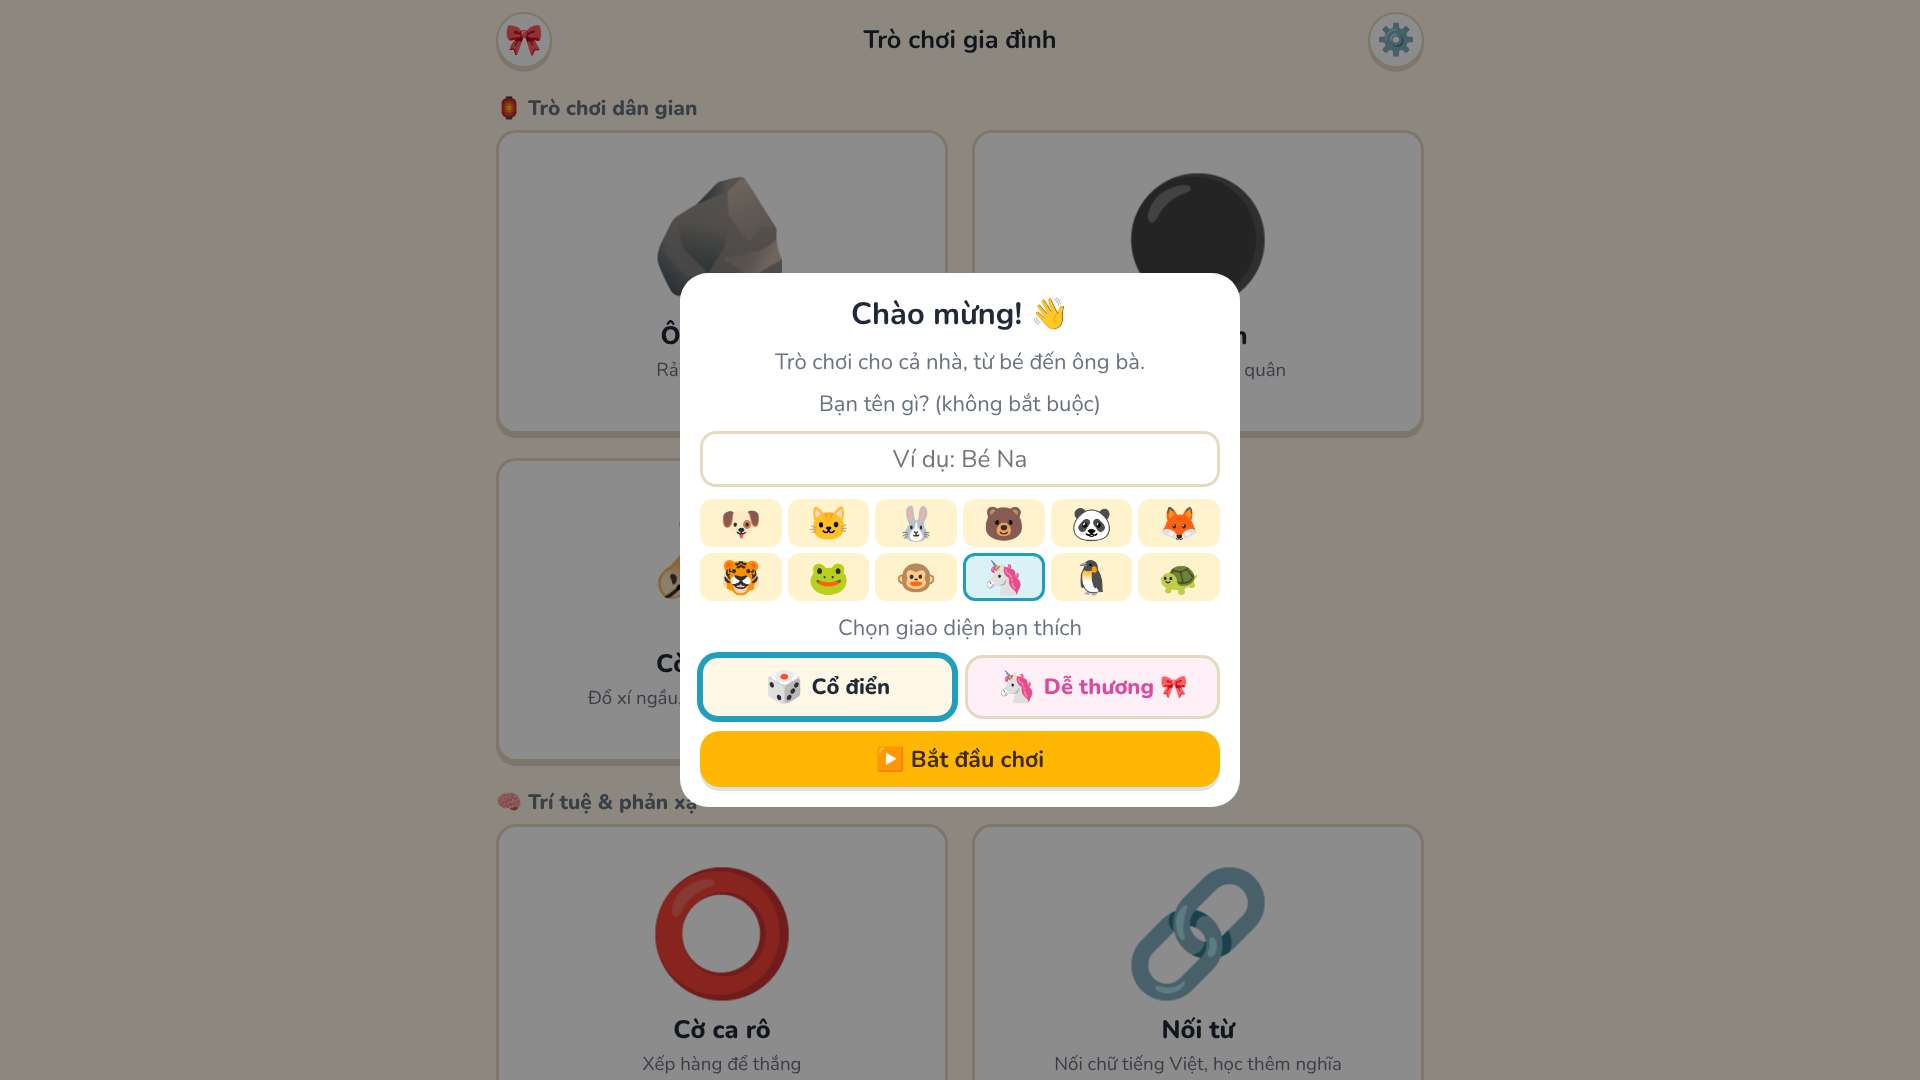 Trò chơi gia đình
Trò chơi dân gian
Chào mừng!
Trò chơi cho cả nhà, từ bé đến ông bà.
Bạn tên gì? (không bắt buộc)
quân
Ví dụ: Bé Na
Chọn giao diện bạn thích
Đổ xí ngầu,
Cổ điển
Dễ thương
Bắt đầu chơi
Trí tuệ & phản xạ
Cờ ca rô
Nối từ
Xếp hàng để thắng
Nối chữ tiếng Việt, học thêm nghĩa